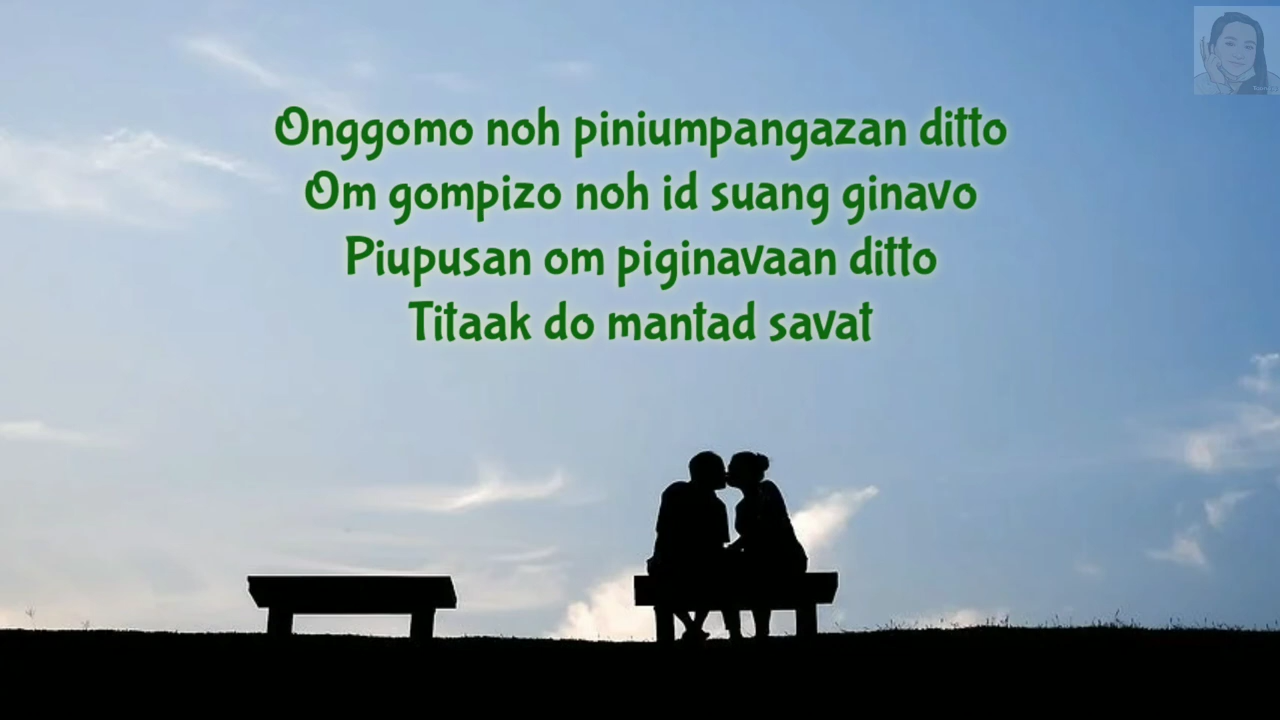 Onggomo noh piniumpangazan ditto
Om gompizo noh id suang ginavo
Piupusan om piginavaan ditto
Titaak do mantad savat